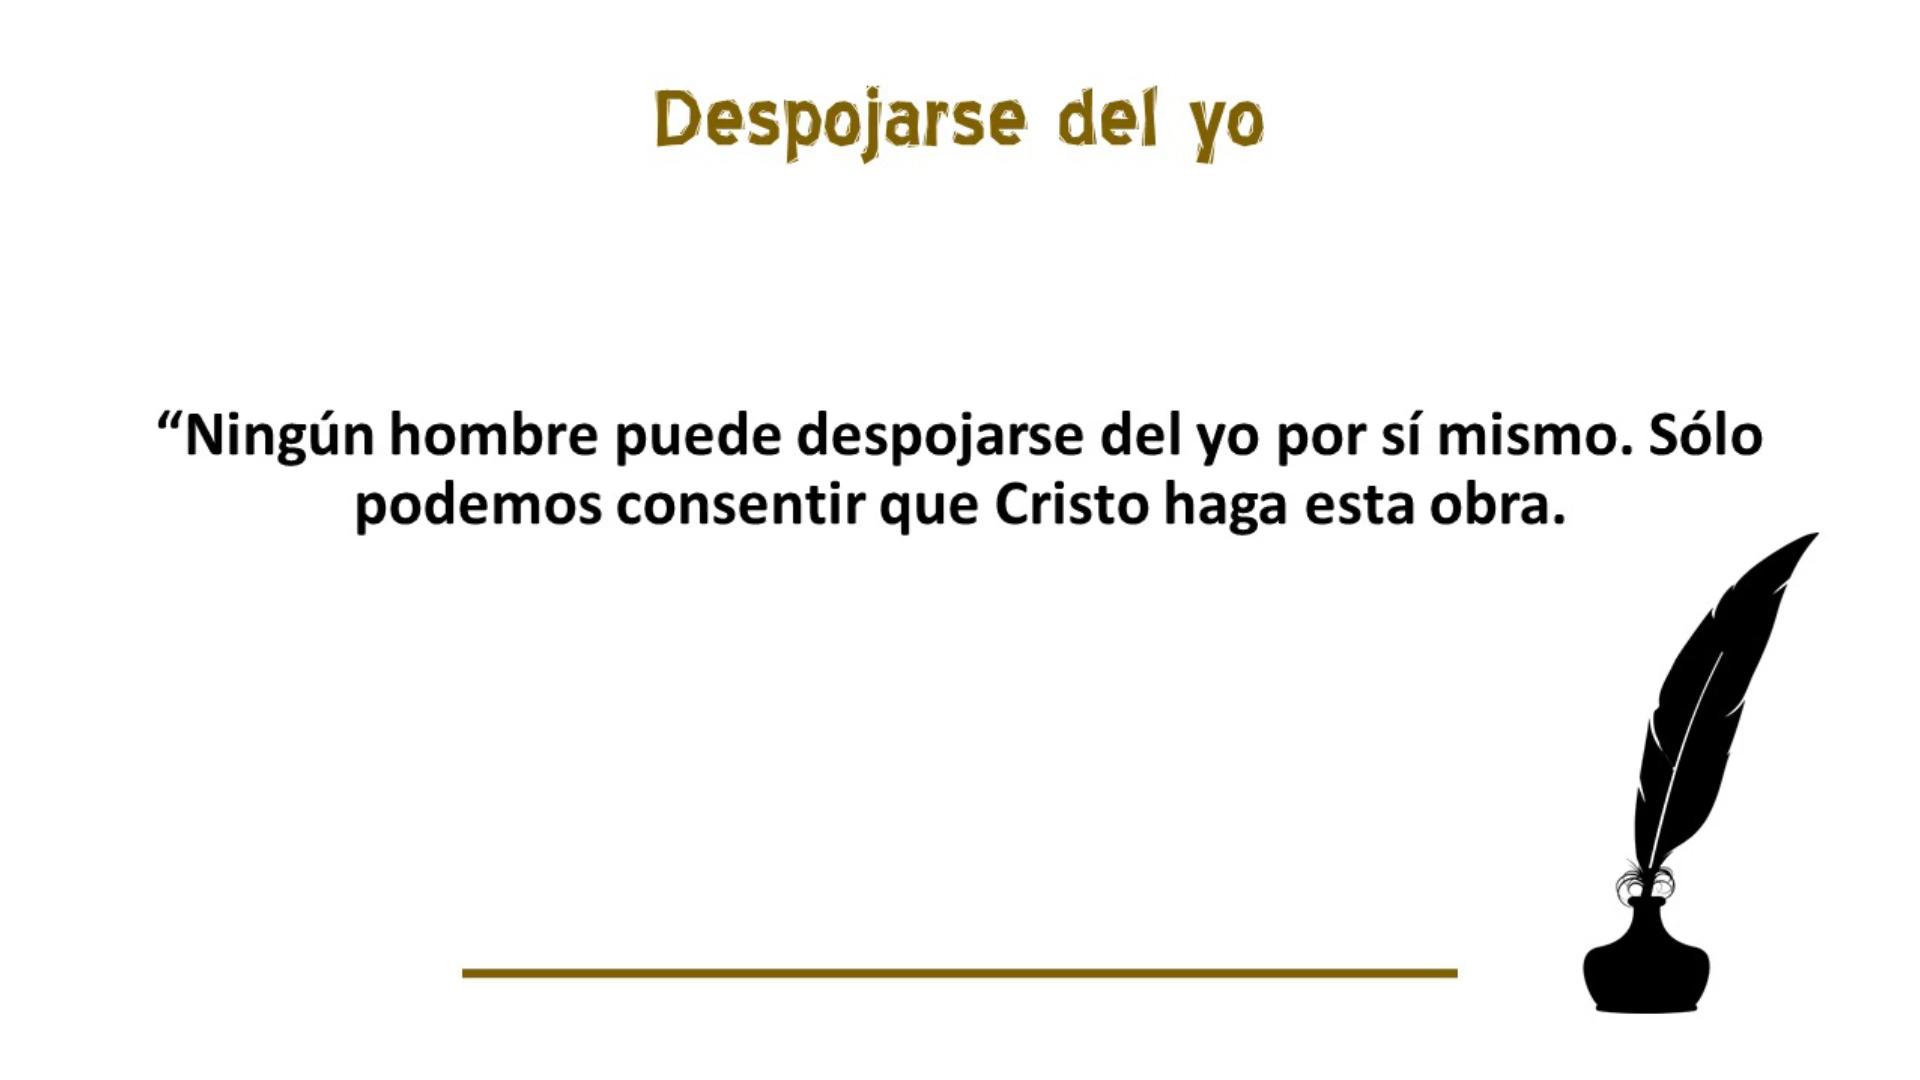 Despojarse del yo
“Ningún hombre puede despojarse del yo por sí mismo. Sólo
podemos consentir que Cristo haga esta obra.